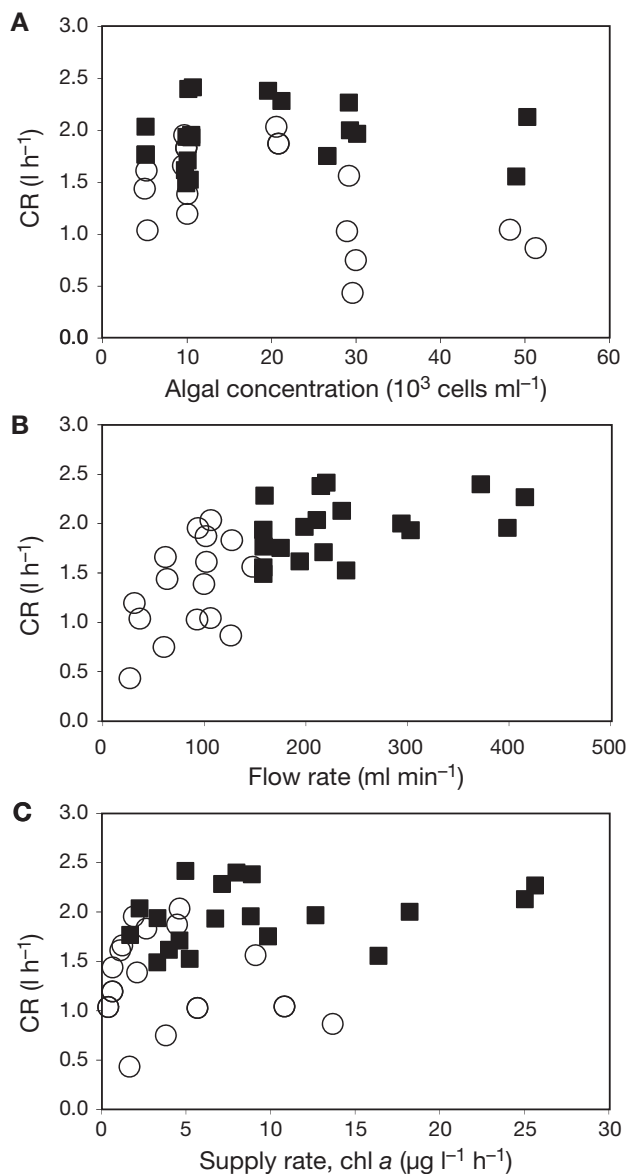 A
3.0
2.5
2.0
1.5
1.0
0.5
0.0
CR (l h⁻¹)
0 10 20 30 40 50 60
Algal concentration (10³ cells ml⁻¹)
B
3.0
2.5
2.0
1.5
1.0
0.5
0.0
CR (l h⁻¹)
0 100 200 300 400 500
Flow rate (ml min⁻¹)
C
3.0
2.5
2.0
1.5
1.0
0.5
0.0
CR (l h⁻¹)
0 5 10 15 20 25 30
Supply rate, chl a (µg l⁻¹ h⁻¹)